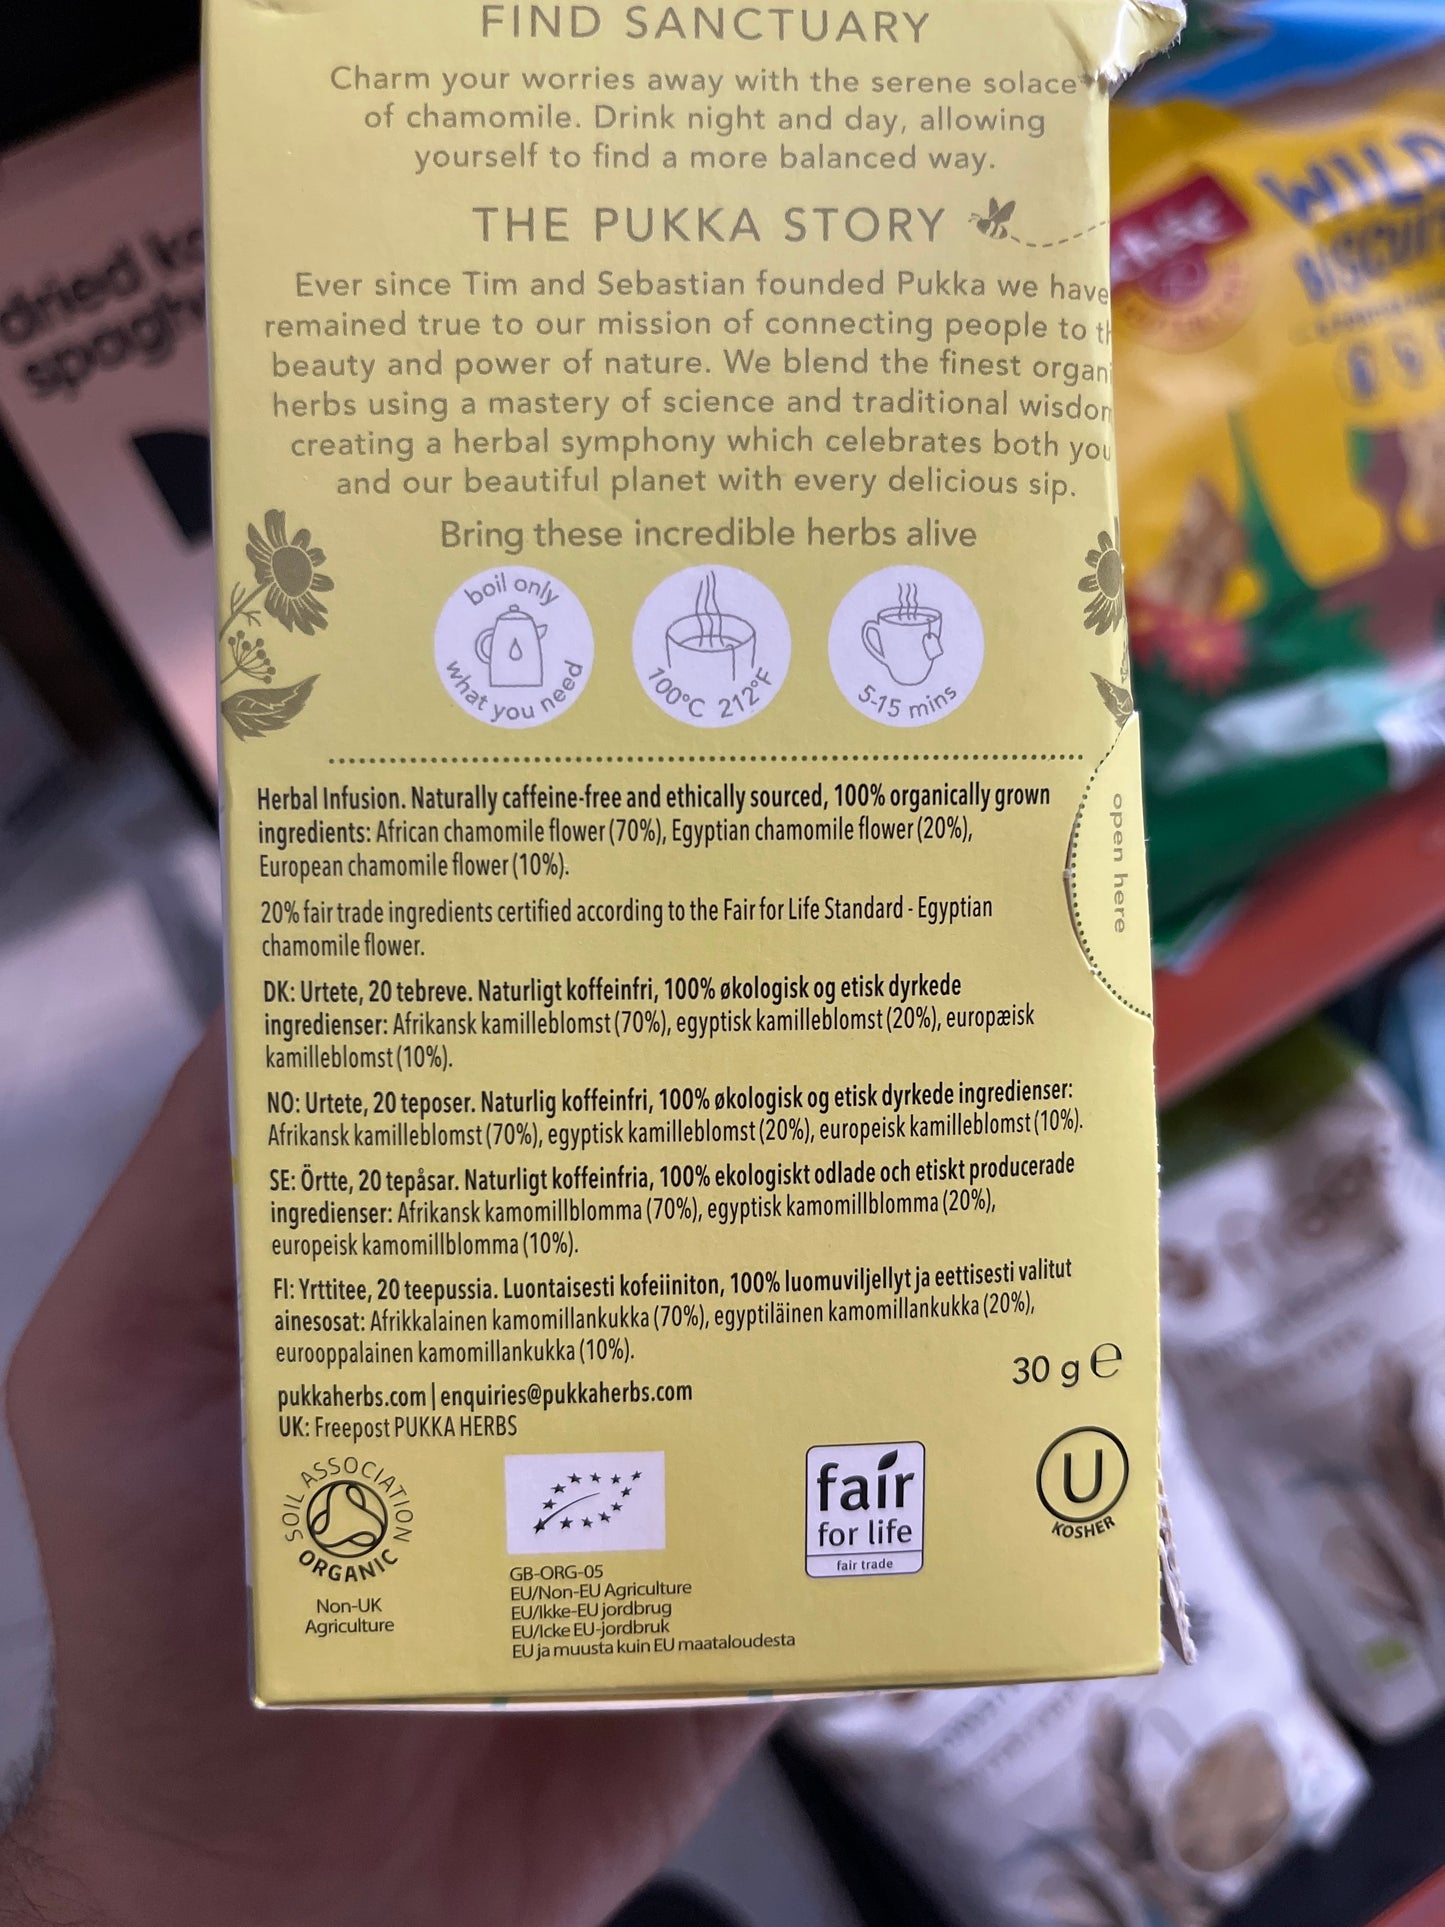 FIND SANCTUARY
Charm your worries away with the serene solace
of chamomile. Drink night and day, allowing
yourself to find a more balanced way.
THE PUKKA STORY
Ever since Tim and Sebastian founded Pukka we have
remained true to our mission of connecting people to
beauty and power of nature. We blend the finest
herbs using a mastery of science and traditional
creating a herbal symphony which celebrates both you
and our beautiful planet with every delicious sip.
Bring these incredible herbs alive
boil only
what you need
100°C 212°F
5-15 mins
open here
Herbal Infusion. Naturally caffeine-free and ethically sourced, 100% organically grown
ingredients: African chamomile flower (70%), Egyptian chamomile flower (20%),
European chamomile flower (10%).
20% fair trade ingredients certified according to the Fair for Life Standard - Egyptian
chamomile flower.
DK: Urtete, 20 tebreve. Naturligt koffeinfri, 100% økologisk og etisk dyrkede
ingredienser: Afrikansk kamilleblomst (70%), egyptisk kamilleblomst (20%), europæisk
kamilleblomst (10%).
NO: Urtete, 20 teposer. Naturlig koffeinfri, 100% økologisk og etisk dyrkede ingredienser:
Afrikansk kamilleblomst (70%), egyptisk kamilleblomst (20%), europeisk kamilleblomst (10%).
SE: Örtte, 20 tepåsar. Naturligt koffeinfria, 100% ekologiskt odlade och etiskt producerade
ingredienser: Afrikansk kamomillblomma (70%), egyptisk kamomillblomma (20%),
europeisk kamomillblomma (10%).
FI: Yrttitee, 20 teepussia. Luontaisesti kofeiiniton, 100% luomuviljellyt ja eettisesti valitut
ainesosat: Afrikkalainen kamomillankukka (70%), egyptiläinen kamomillankukka (20%),
eurooppalainen kamomillankukka (10%).
30 g e
pukkaherbs.com | enquiries@pukkaherbs.com
UK: Freepost PUKKA HERBS
SOIL ASSOCIATION
ORGANIC
Non-UK
Agriculture
GB-ORG-05
EU/Non-EU Agriculture
EU/Ikke-EU jordbrug
EU/Icke EU-jordbruk
EU ja muusta kuin EU maataloudesta
fair
for life
fair trade
U
KOSHER
dried
WILD